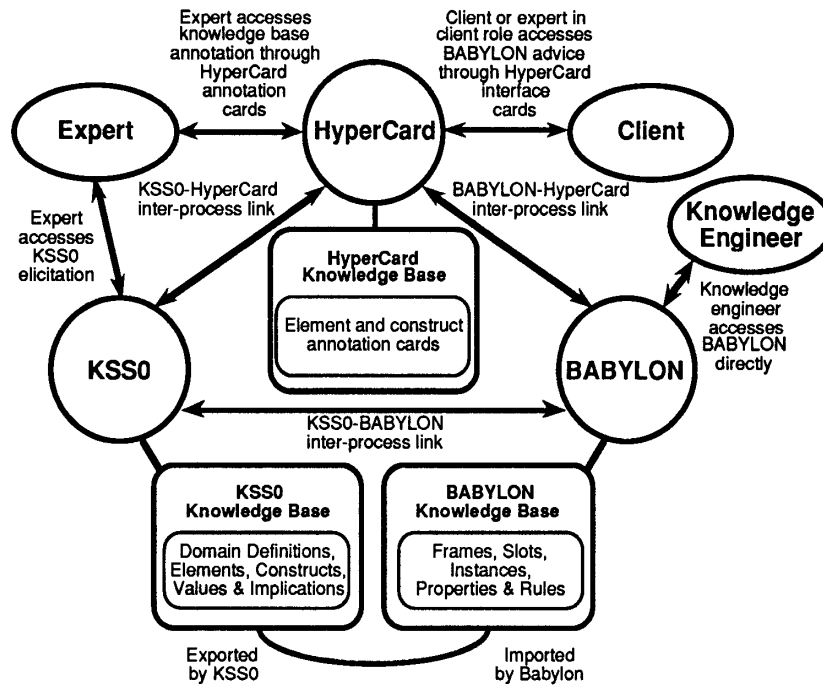 Expert accesses
knowledge base
annotation through
HyperCard
annotation
cards
Client or expert in
client role accesses
BABYLON advice
through HyperCard
interface
cards
Expert
HyperCard
Client
KSS0-HyperCard
inter-process link
BABYLON-HyperCard
inter-process link
Knowledge
Engineer
Expert
accesses
KSS0
elicitation
HyperCard
Knowledge Base
Element and construct
annotation cards
Knowledge
engineer
accesses
BABYLON
directly
KSS0
BABYLON
KSS0-BABYLON
inter-process link
KSS0
Knowledge Base
Domain Definitions,
Elements, Constructs,
Values & Implications
BABYLON
Knowledge Base
Frames, Slots,
Instances,
Properties & Rules
Exported
by KSS0
Imported
by Babylon